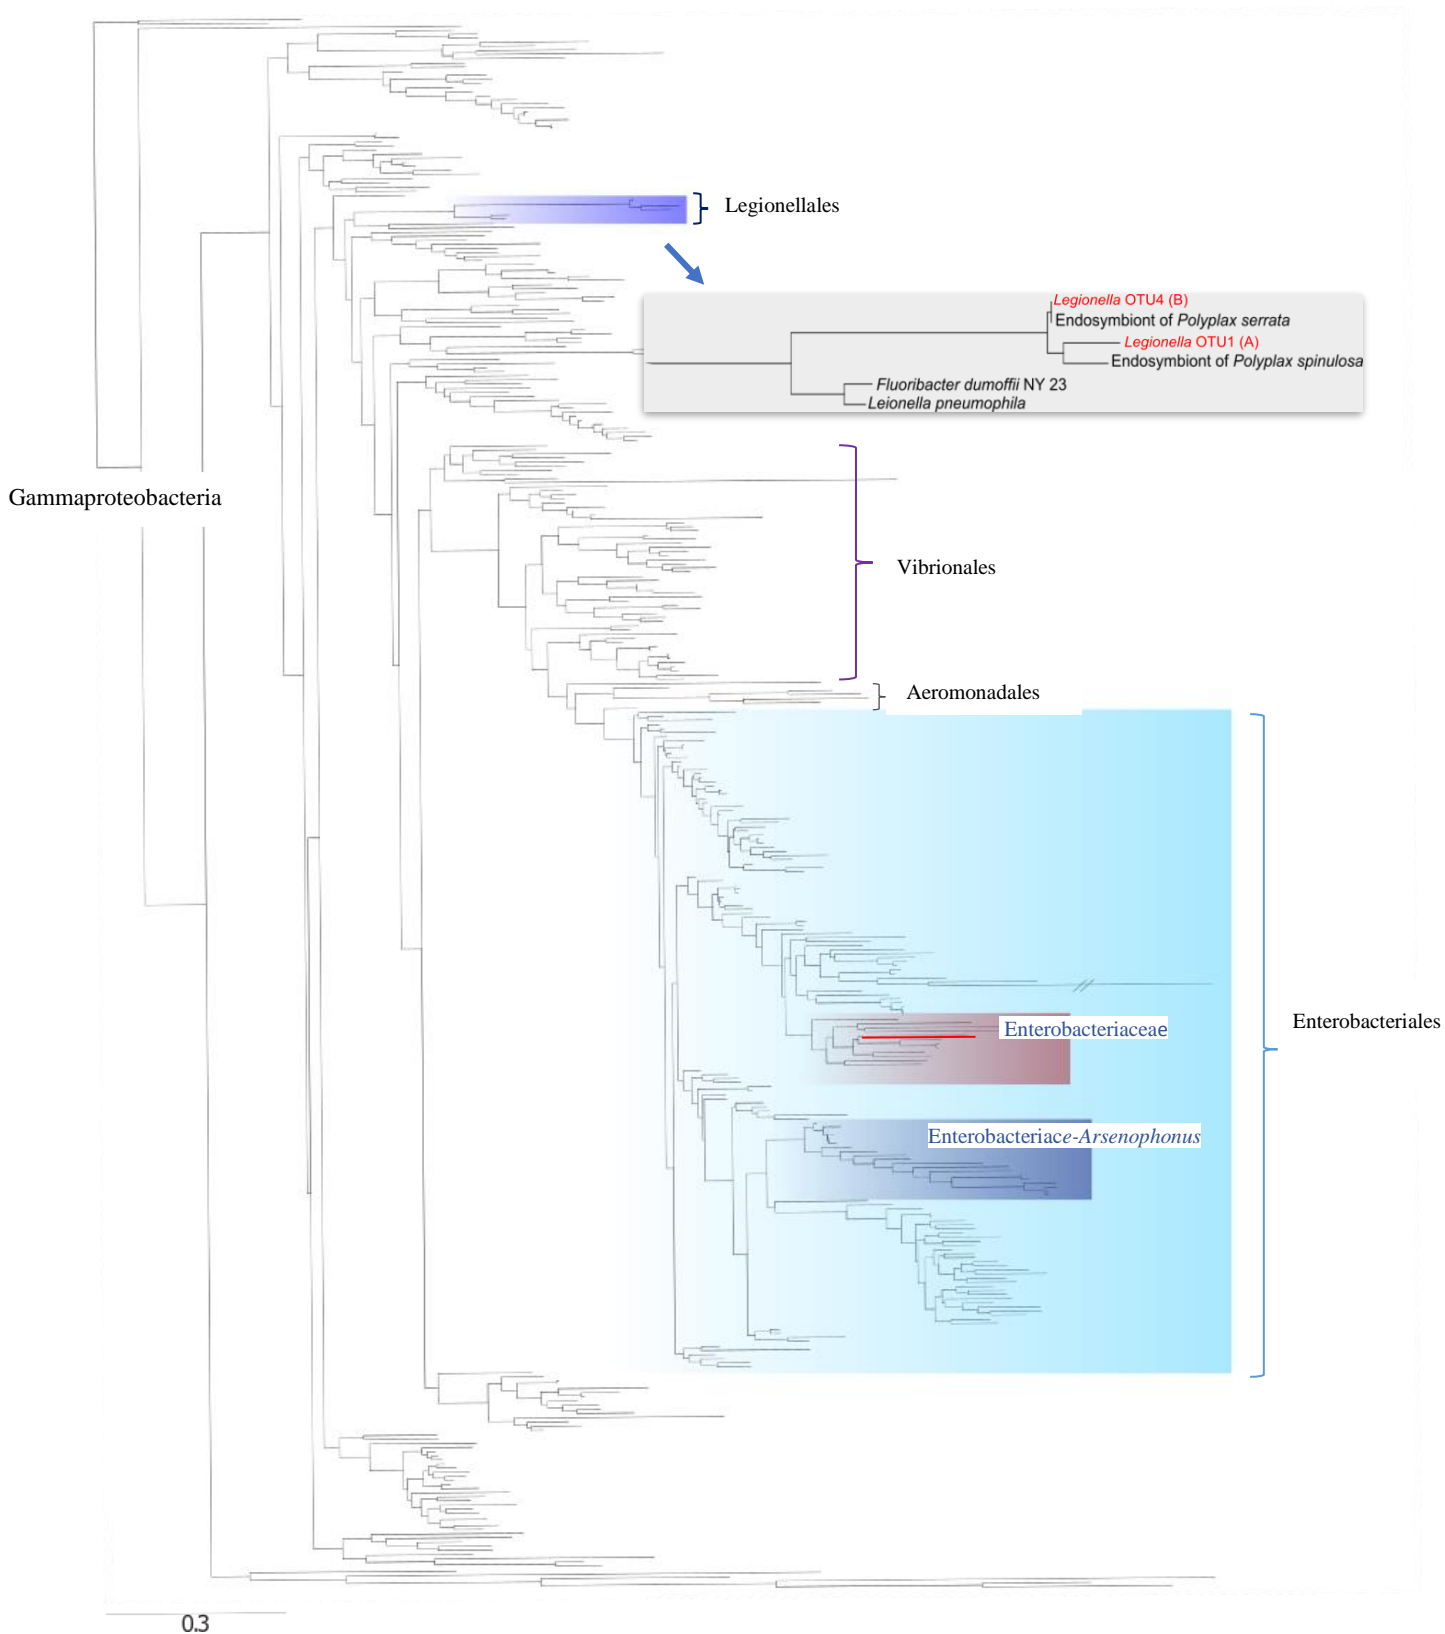 Legionellales
Legionella OTU4 (B)
Endosymbiont of Polyplax serrata
Legionella OTU1 (A)
Endosymbiont of Polyplax spinulosa
Fluoribacter dumoffii NY 23
Leionella pneumophila
Gammaproteobacteria
Vibrionales
Aeromonadales
Enterobacteriales
Enterobacteriaceae
Enterobacteriace-Arsenophonus
0.3